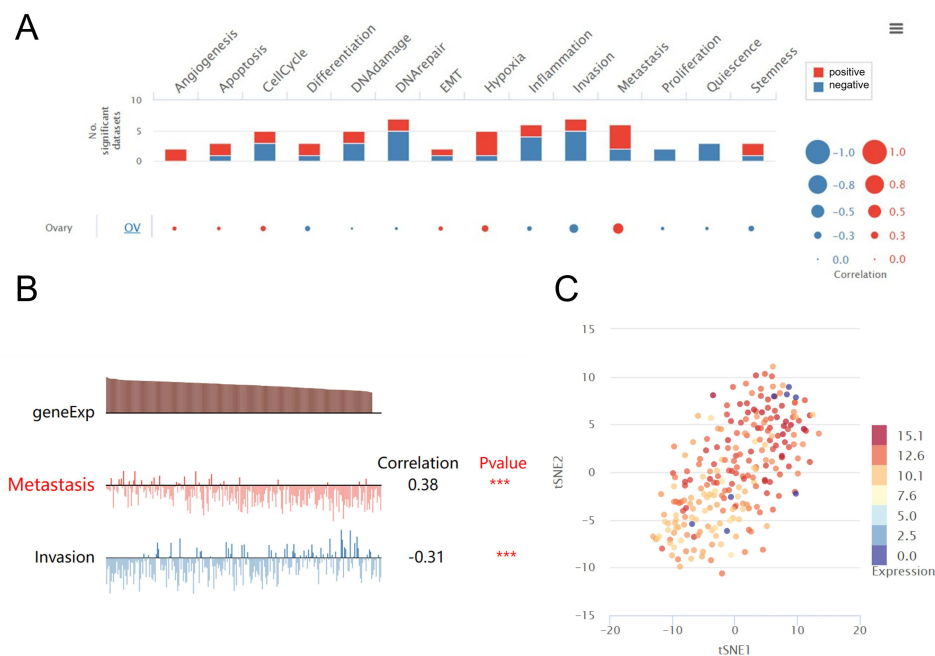 A
Angiogenesis
Apoptosis
CellCycle
Differentiation
DNAdamage
DNArepair
EMT
Hypoxia
Inflammation
Invasion
Metastasis
Proliferation
Quiescence
Stemness
positive
negative
No.
significant
datasets
10
5
0
−1.0 1.0
−0.8 0.8
−0.5 0.5
−0.3 0.3
0.0 0.0
Correlation
Ovary OV
B
geneExp
Correlation Pvalue
Metastasis 0.38 ***
Invasion -0.31 ***
C
15
10
5
0
−5
−10
−15
tSNE2
−20 −10 0 10 20
tSNE1
15.1
12.6
10.1
7.6
5.0
2.5
0.0
Expression